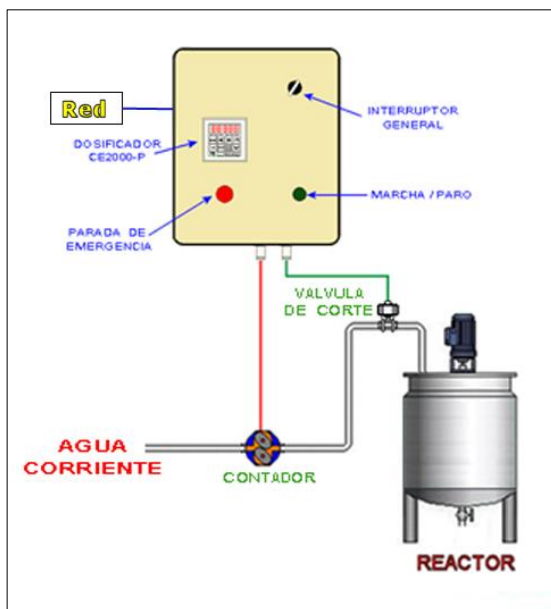 Red
INTERRUPTOR
GENERAL
DOSIFICADOR
CE2000-P
MARCHA / PARO
PARADA DE
EMERGENCIA
VALVULA
DE CORTE
AGUA
CORRIENTE
CONTADOR
REACTOR